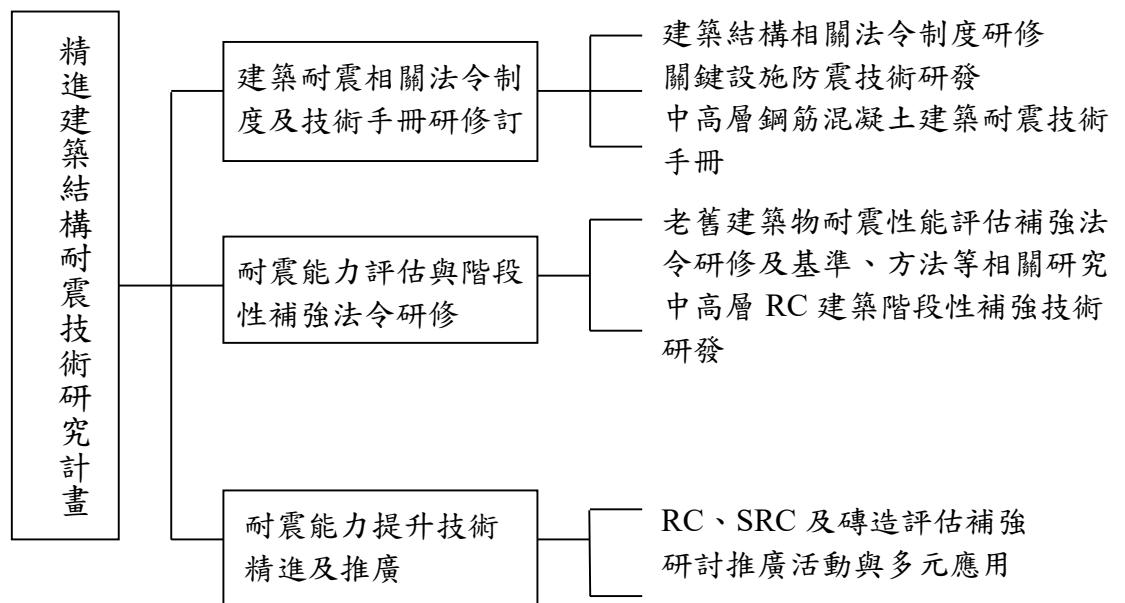 精進建築結構耐震技術研究計畫
建築耐震相關法令制
度及技術手冊研修訂
建築結構相關法令制度研修
關鍵設施防震技術研發
中高層鋼筋混凝土建築耐震技術
手冊
耐震能力評估與階段
性補強法令研修
老舊建築物耐震性能評估補強法
令研修及基準、方法等相關研究
中高層 RC 建築階段性補強技術
研發
耐震能力提升技術
精進及推廣
RC、SRC 及磚造評估補強
研討推廣活動與多元應用